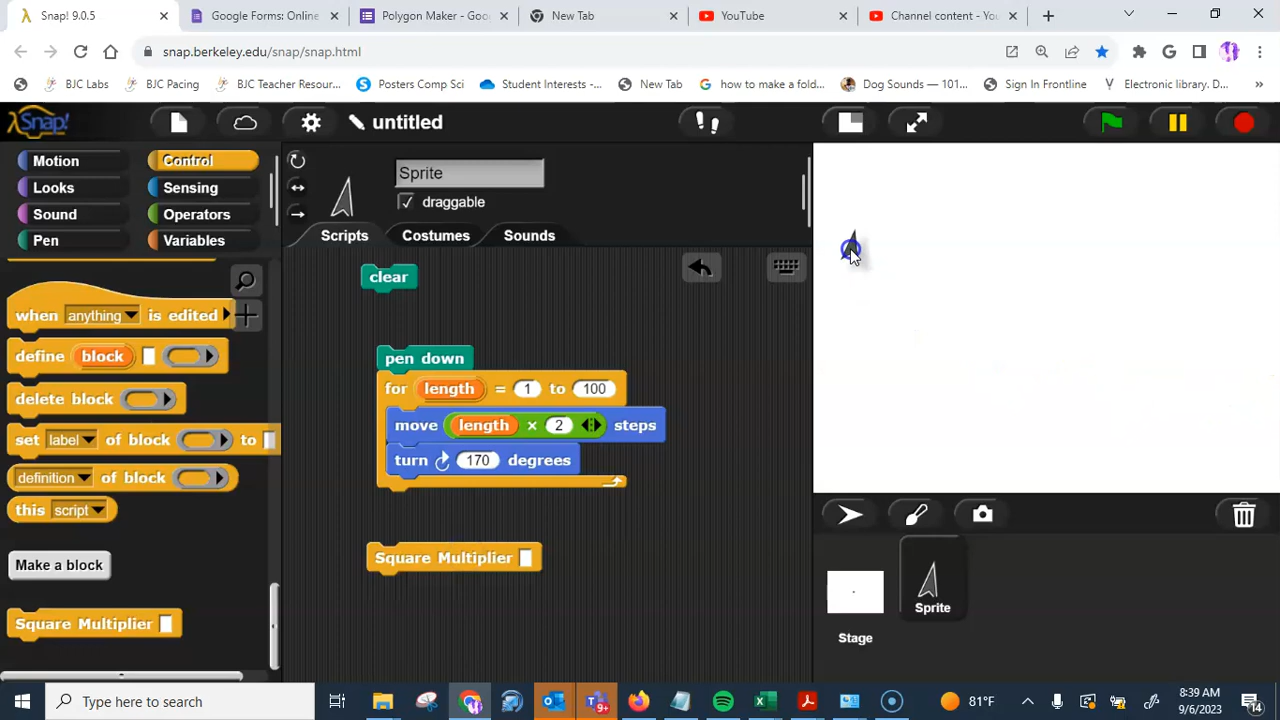 Snap! 9.0.5
Google Forms: Online
Polygon Maker - Goo
New Tab
YouTube
Channel content - You
snap.berkeley.edu/snap/snap.html
BJC Labs
BJC Pacing
BJC Teacher Resour...
Posters Comp Sci
Student Interests -...
New Tab
how to make a fold...
Dog Sounds — 101...
Sign In Frontline
Electronic library. D...
Snap!
untitled
Motion
Control
Looks
Sensing
Sound
Operators
Pen
Variables
Sprite
draggable
Scripts
Costumes
Sounds
when anything is edited
define block
delete block
set label of block to
definition of block
this script
Make a block
Square Multiplier
clear
pen down
for length = 1 to 100
move length × 2 steps
turn 170 degrees
Square Multiplier
Stage
Sprite
Type here to search
9+
81°F
8:39 AM
9/6/2023
14